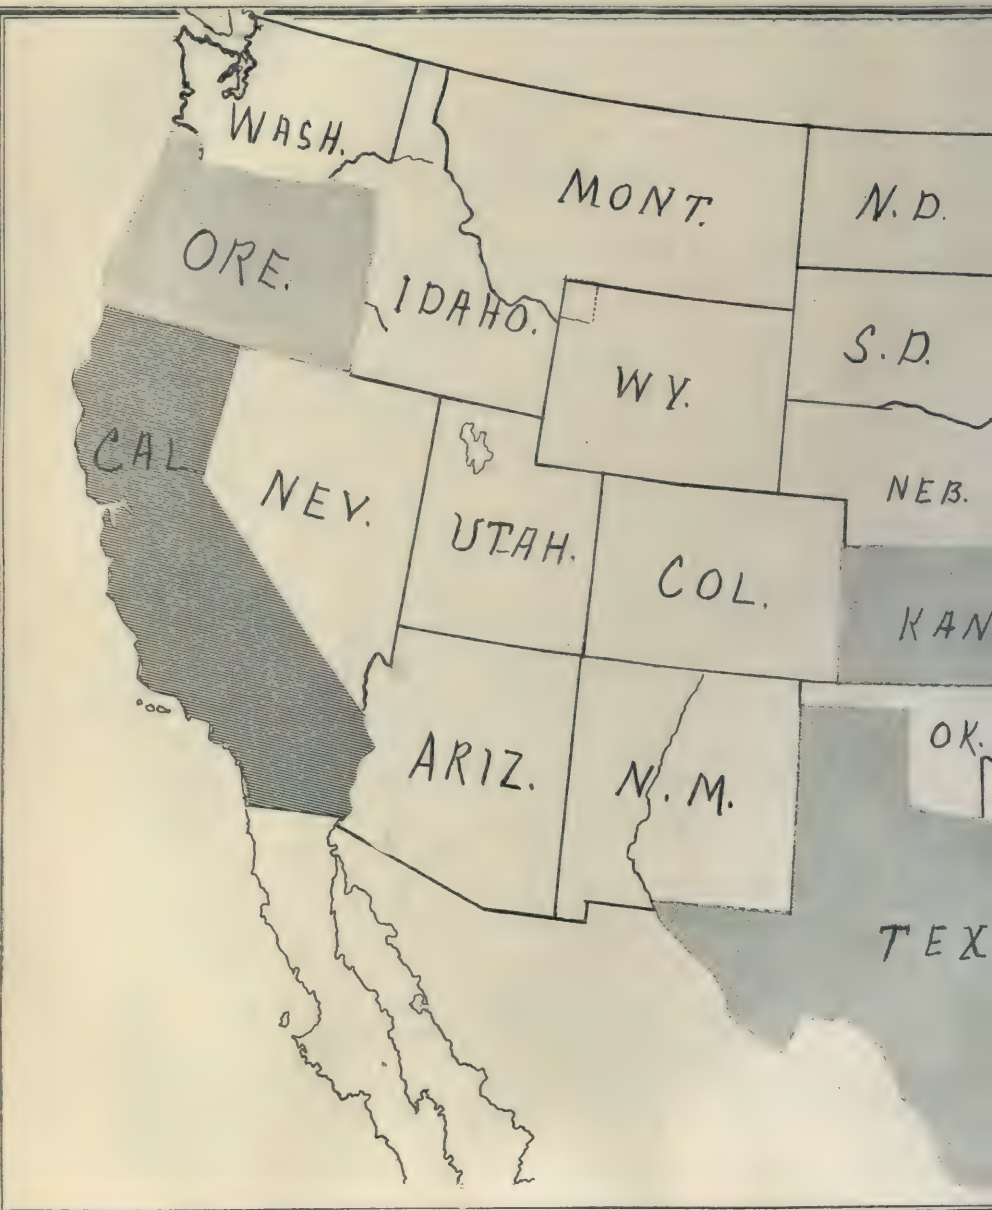 WASH.
MONT.
N.D.
ORE.
IDAHO.
S.D.
WY.
CAL
NEV.
NEB.
UTAH.
COL.
KAN
ARIZ.
N.M.
OK.
TEX